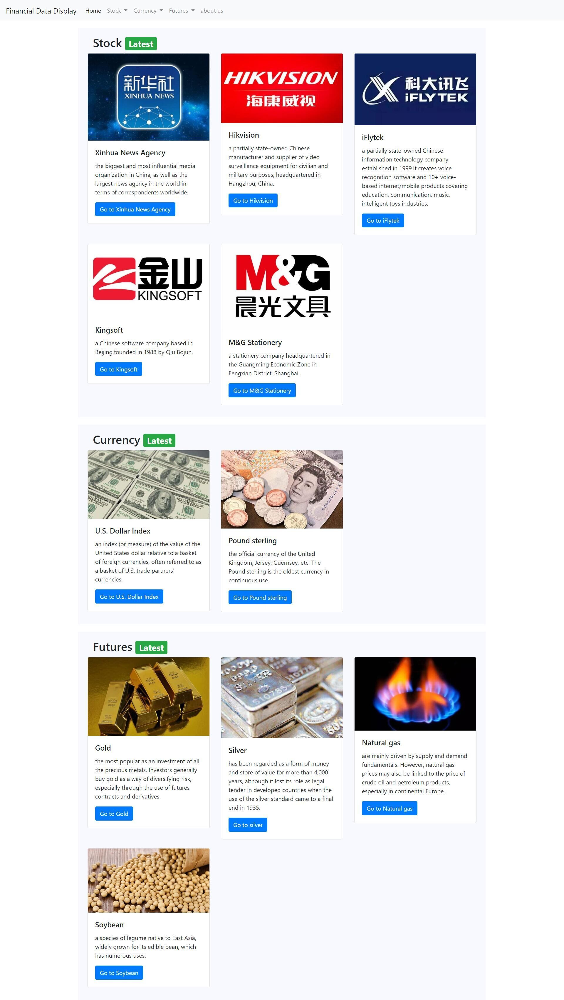 Financial Data Display Home Stock Currency Futures about us
Stock Latest
新华社
XINHUA NEWS
Xinhua News Agency
the biggest and most influential media
organization in China, as well as the
largest news agency in the world in
terms of correspondents worldwide.
Go to Xinhua News Agency
HIKVISION
海康威视
Hikvision
a partially state-owned Chinese
manufacturer and supplier of video
surveillance equipment for civilian and
military purposes, headquartered in
Hangzhou, China.
Go to Hikvision
科大讯飞
iFLYTEK
iFlytek
a partially state-owned Chinese
information technology company
established in 1999.It creates voice
recognition software and 10+ voice-
based internet/mobile products covering
education, communication, music,
intelligent toys industries.
Go to iFlytek
金山
KINGSOFT
Kingsoft
a Chinese software company based in
Beijing,founded in 1988 by Qiu Bojun.
Go to Kingsoft
M&G
晨光文具
M&G Stationery
a stationery company headquartered in
the Guangming Economic Zone in
Fengxian District, Shanghai.
Go to M&G Stationery
Currency Latest
U.S. Dollar Index
an index (or measure) of the value of the
United States dollar relative to a basket
of foreign currencies, often referred to as
a basket of U.S. trade partners'
currencies.
Go to U.S. Dollar Index
Pounds
KA17 655995
Pound sterling
the official currency of the United
Kingdom, Jersey, Guernsey, etc. The
Pound sterling is the oldest currency in
continuous use.
Go to Pound sterling
Futures Latest
GOLD
GOLD
GOLD
Gold
the most popular as an investment of all
the precious metals. Investors generally
buy gold as a way of diversifying risk,
especially through the use of futures
contracts and derivatives.
Go to Gold
999.0
SILVER
S10785
S10776
500
Silver
has been regarded as a form of money
and store of value for more than 4,000
years, although it lost its role as legal
tender in developed countries when the
use of the silver standard came to a final
end in 1935.
Go to silver
Natural gas
are mainly driven by supply and demand
fundamentals. However, natural gas
prices may also be linked to the price of
crude oil and petroleum products,
especially in continental Europe.
Go to Natural gas
Soybean
a species of legume native to East Asia,
widely grown for its edible bean, which
has numerous uses.
Go to Soybean